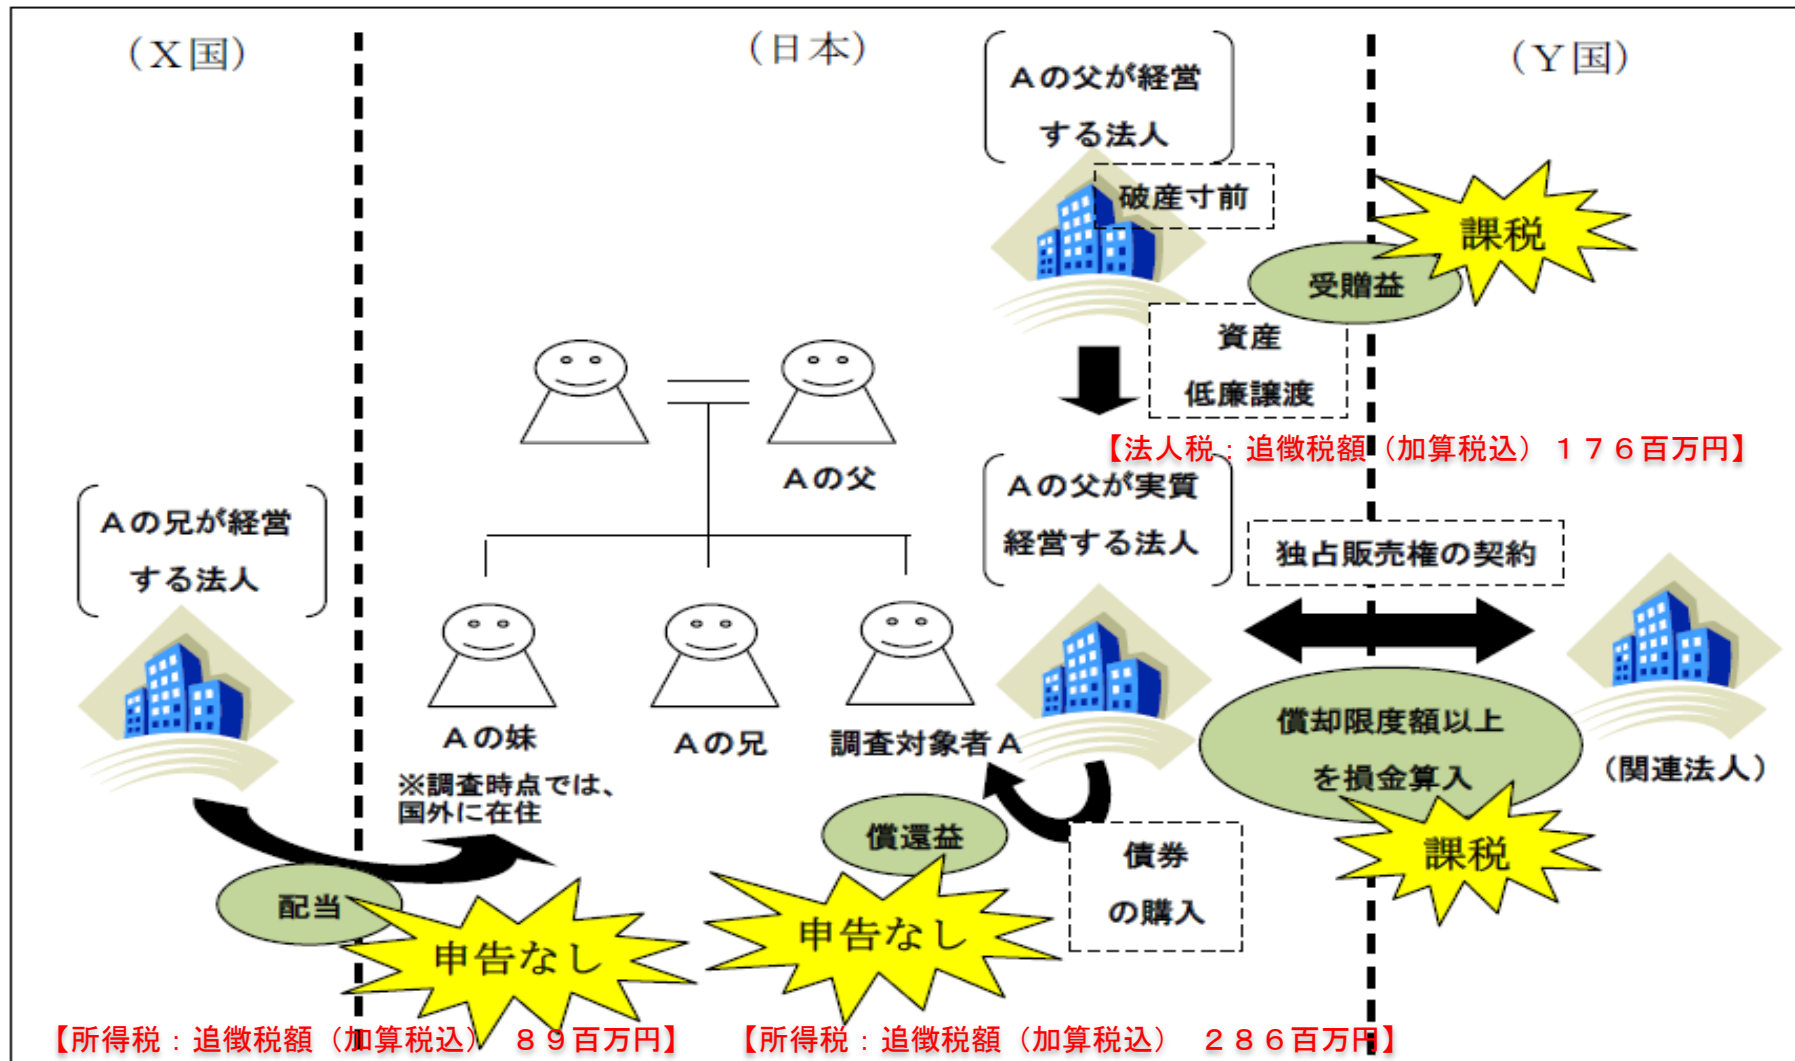 （Ｘ国）
（日本）
（Ｙ国）
Ａの父が経営
する法人
破産寸前
課税
受贈益
資産
低廉譲渡
【法人税：追徴税額（加算税込）１７６百万円】
Ａの父
Ａの兄が経営
する法人
Ａの父が実質
経営する法人
独占販売権の契約
Ａの妹
※調査時点では、
国外に在住
Ａの兄
調査対象者Ａ
償却限度額以上
を損金算入
（関連法人）
課税
償還益
債券
の購入
配当
申告なし
申告なし
【所得税：追徴税額（加算税込）　８９百万円】
【所得税：追徴税額（加算税込）　２８６百万円】